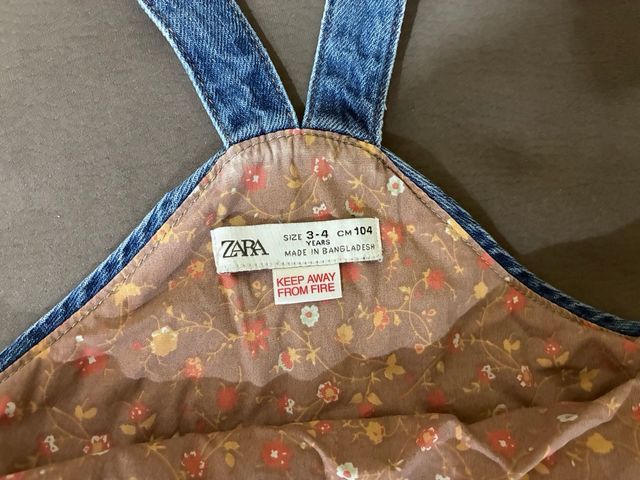 ZARA
SIZE 3-4 CM 104
YEARS
MADE IN BANGLADESH
KEEP AWAY
FROM FIRE